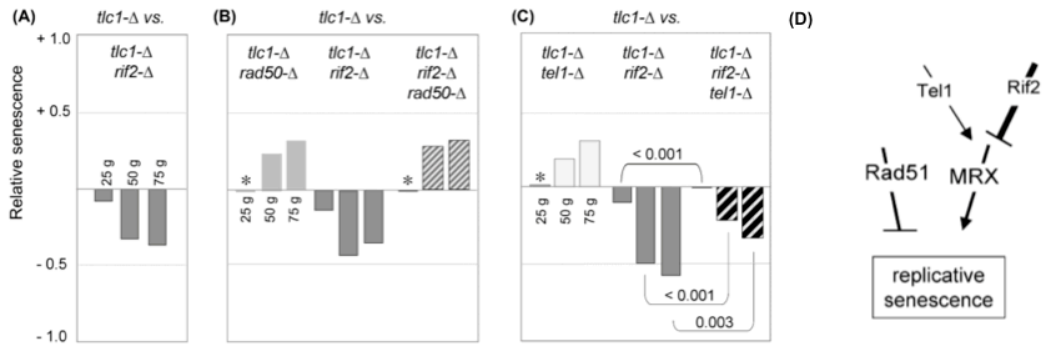 (A)
tlc1-Δ vs.
tlc1-Δ
rif2-Δ
Relative senescence
+ 1.0
+ 0.5
0
- 0.5
- 1.0
25 g
50 g
75 g
(B)
tlc1-Δ vs.
tlc1-Δ
rad50-Δ
tlc1-Δ
rif2-Δ
tlc1-Δ
rif2-Δ
rad50-Δ
*
25 g
50 g
75 g
*
(C)
tlc1-Δ vs.
tlc1-Δ
tel1-Δ
tlc1-Δ
rif2-Δ
tlc1-Δ
rif2-Δ
tel1-Δ
*
25 g
50 g
75 g
< 0.001
< 0.001
0.003
(D)
Tel1
Rif2
Rad51
MRX
replicative
senescence